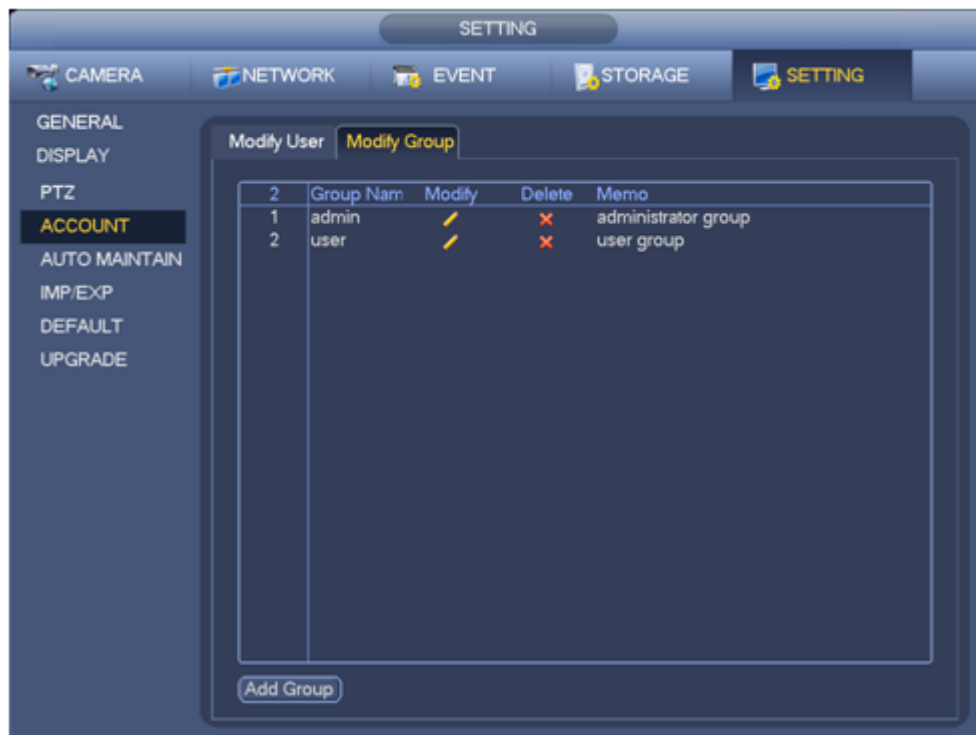 SETTING
CAMERA NETWORK EVENT STORAGE SETTING
GENERAL
DISPLAY
PTZ
ACCOUNT
AUTO MAINTAIN
IMP/EXP
DEFAULT
UPGRADE
Modify User Modify Group
2 Group Nam Modify Delete Memo
1 admin administrator group
2 user user group
Add Group